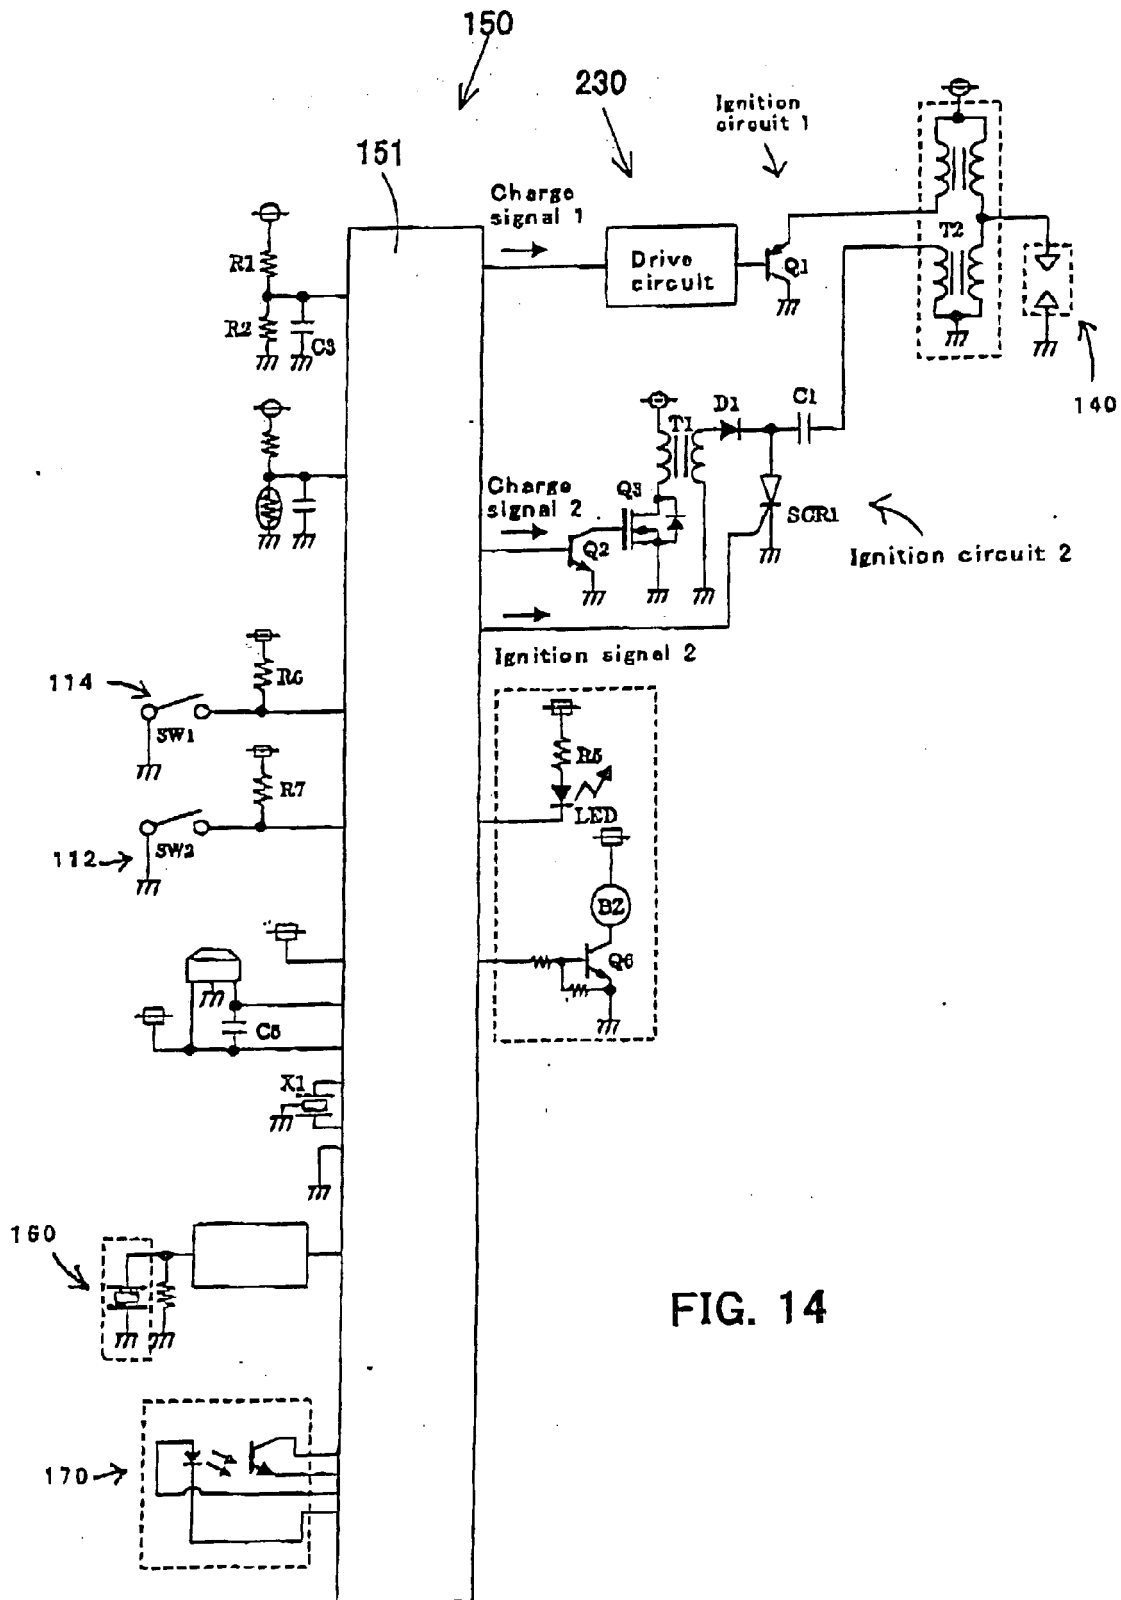 150
230
Ignition
circuit 1
151
Charge
signal 1
Drive
circuit
Q1
T2
R1
R2
C3
140
C1
D1
T1
Q3
Charge
signal 2
SCR1
Q2
Ignition circuit 2
Ignition signal 2
114
R6
SW1
R7
R5
LED
112
SW2
BZ
Q6
C5
X1
160
FIG. 14
170